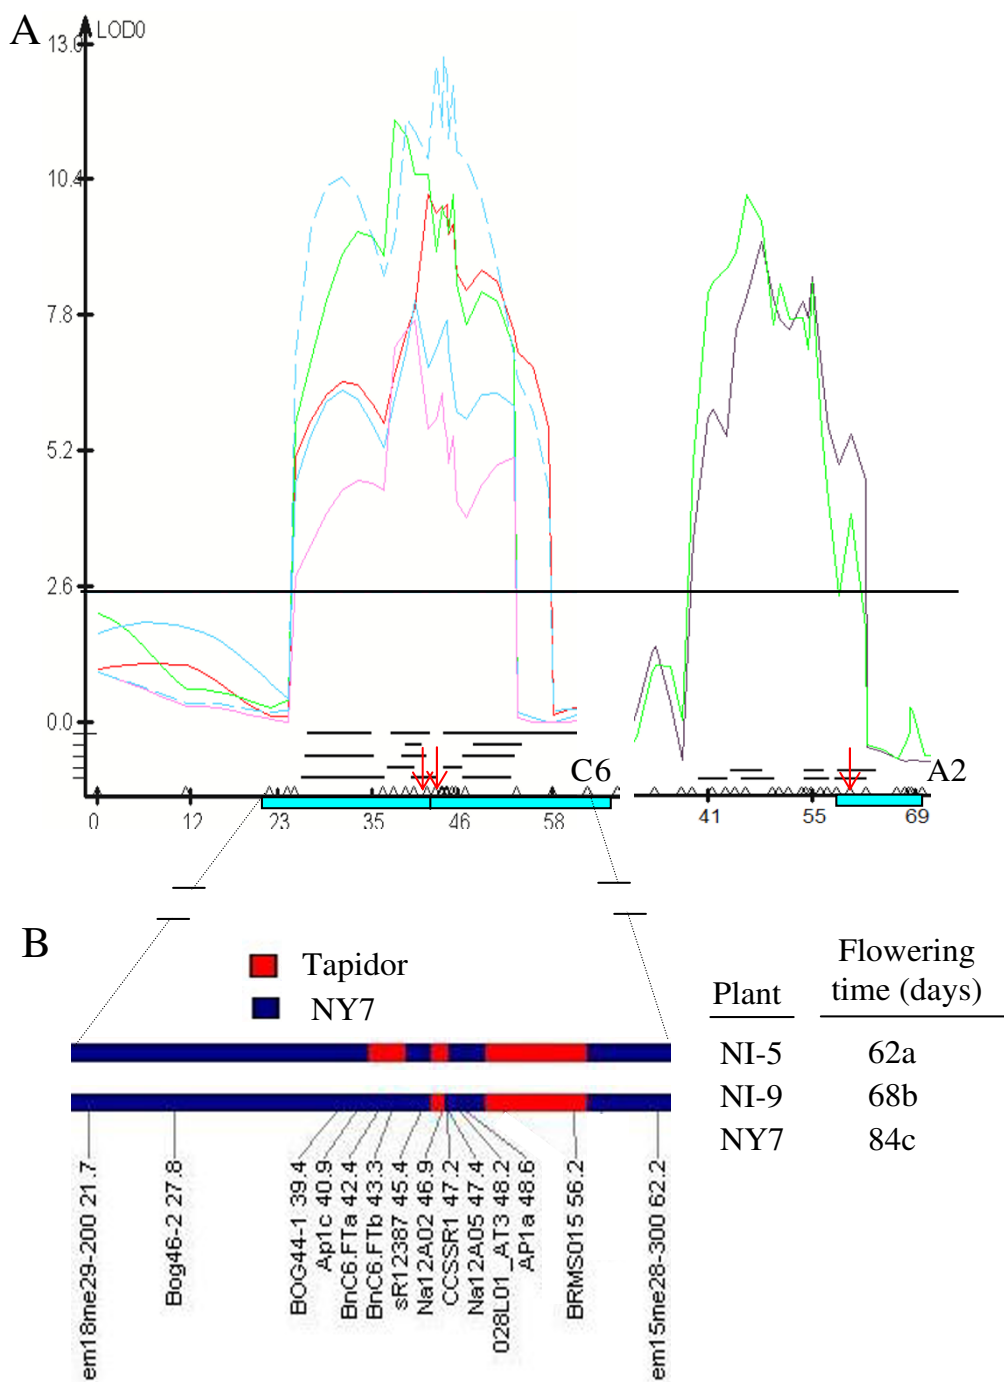 A
LOD0
13.0
10.4
7.8
5.2
2.6
0.0
C6
A2
0 12 23 35 46 58
41 55 69
B
Tapidor
NY7
Plant
Flowering
time (days)
NI-5 62a
NI-9 68b
NY7 84c
em18me29-200 21.7
Bog46-2 27.8
BOG44-1 39.4
Ap1c 40.9
BnC6.FTa 42.4
BnC6.FTb 43.3
sR12387 45.4
Na12A02 46.9
CCSSR1 47.2
Na12A05 47.4
028L01_AT3 48.2
AP1a 48.6
BRMS015 56.2
em15me28-300 62.2